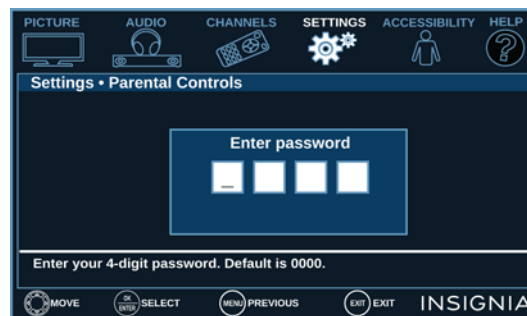 PICTURE AUDIO CHANNELS SETTINGS ACCESSIBILITY HELP
?
Settings • Parental Controls
Enter password
_
Enter your 4-digit password. Default is 0000.
MOVE OK ENTER SELECT MENU PREVIOUS EXIT EXIT INSIGNIA